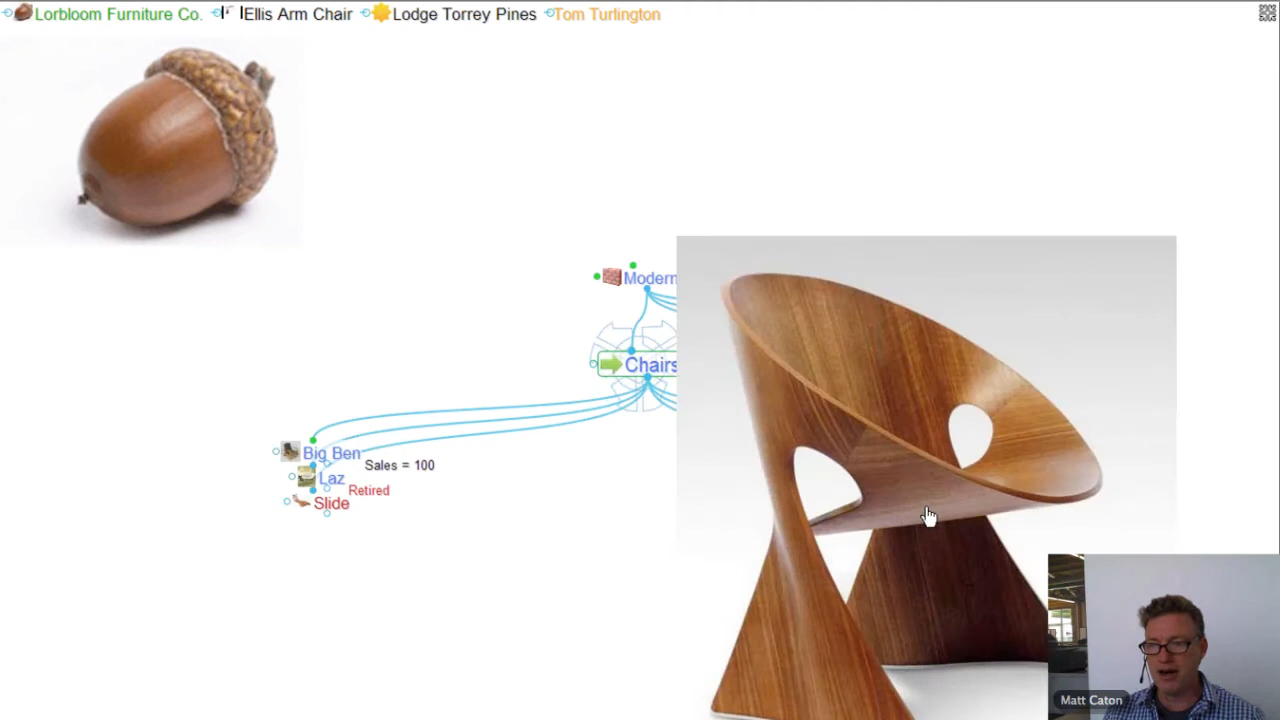 Lorbloom Furniture Co. Ellis Arm Chair Lodge Torrey Pines Tom Turlington
Modern
Chairs
Big Ben
Sales = 100
Laz
Retired
Slide
Matt Caton